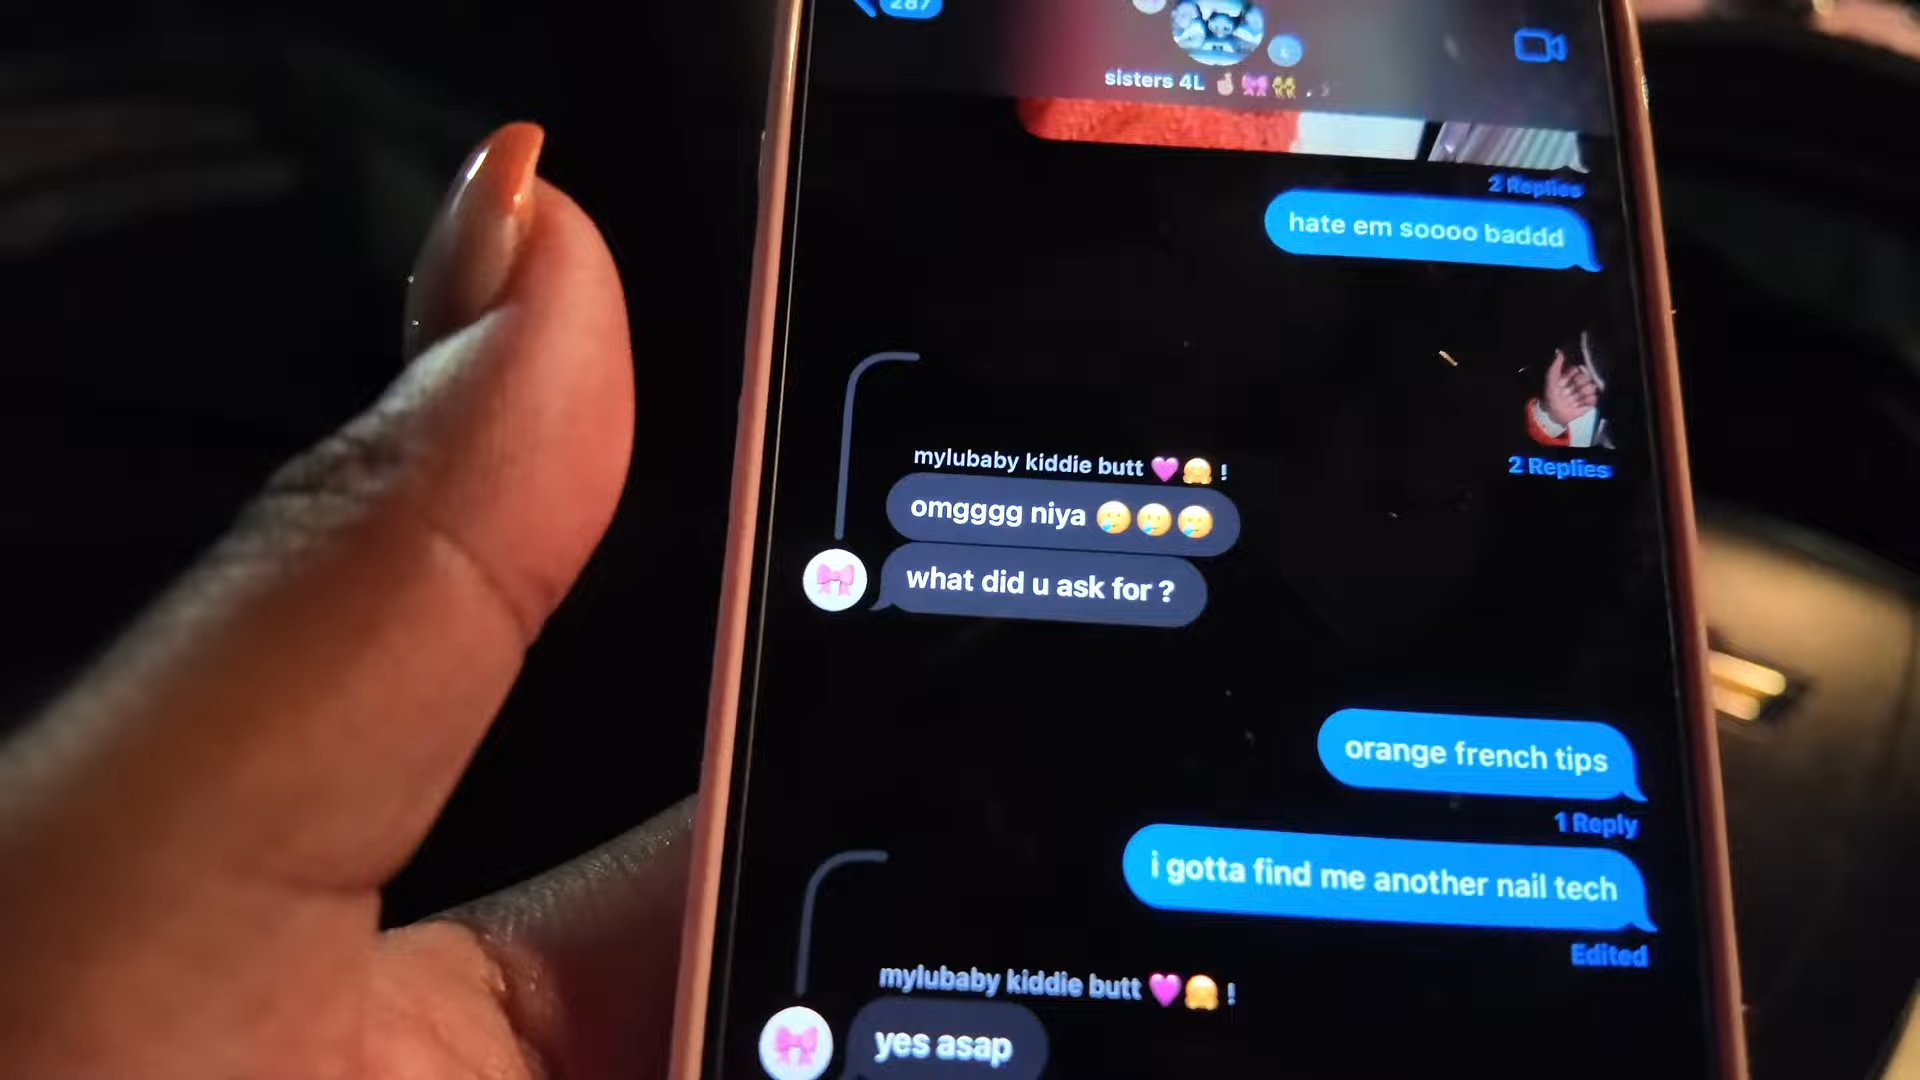 287
sisters 4L 🤞🏽🎀👯
2 Replies
hate em soooo baddd
2 Replies
mylubaby kiddie butt 💗🤗 !
omgggg niya 🥲🥲🥲
what did u ask for ?
orange french tips
1 Reply
i gotta find me another nail tech
Edited
mylubaby kiddie butt 💗🤗 !
yes asap